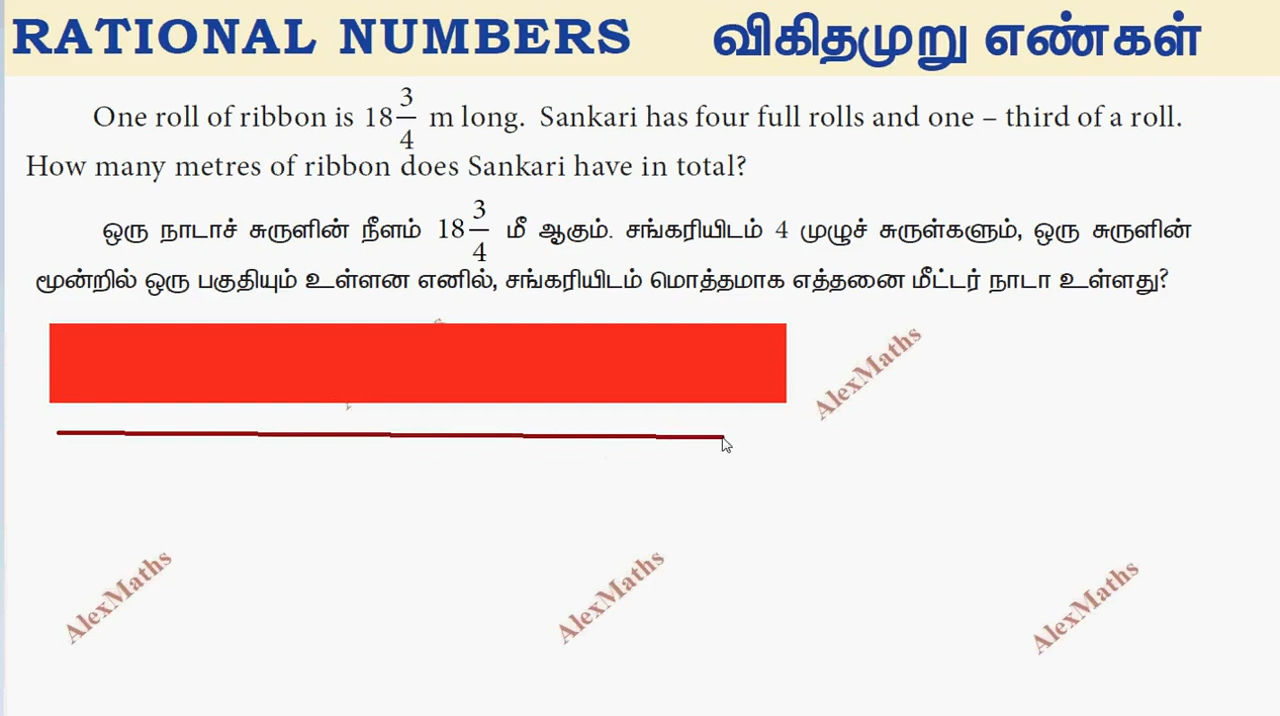 RATIONAL NUMBERS விகிதமுறு எண்கள்
One roll of ribbon is 18 3/4 m long. Sankari has four full rolls and one – third of a roll.
How many metres of ribbon does Sankari have in total?
ஒரு நாடாச் சுருளின் நீளம் 18 3/4 மீ ஆகும். சங்கரியிடம் 4 முழுச் சுருள்களும், ஒரு சுருளின்
மூன்றில் ஒரு பகுதியும் உள்ளன எனில், சங்கரியிடம் மொத்தமாக எத்தனை மீட்டர் நாடா உள்ளது?
AlexMaths
AlexMaths
AlexMaths
AlexMaths